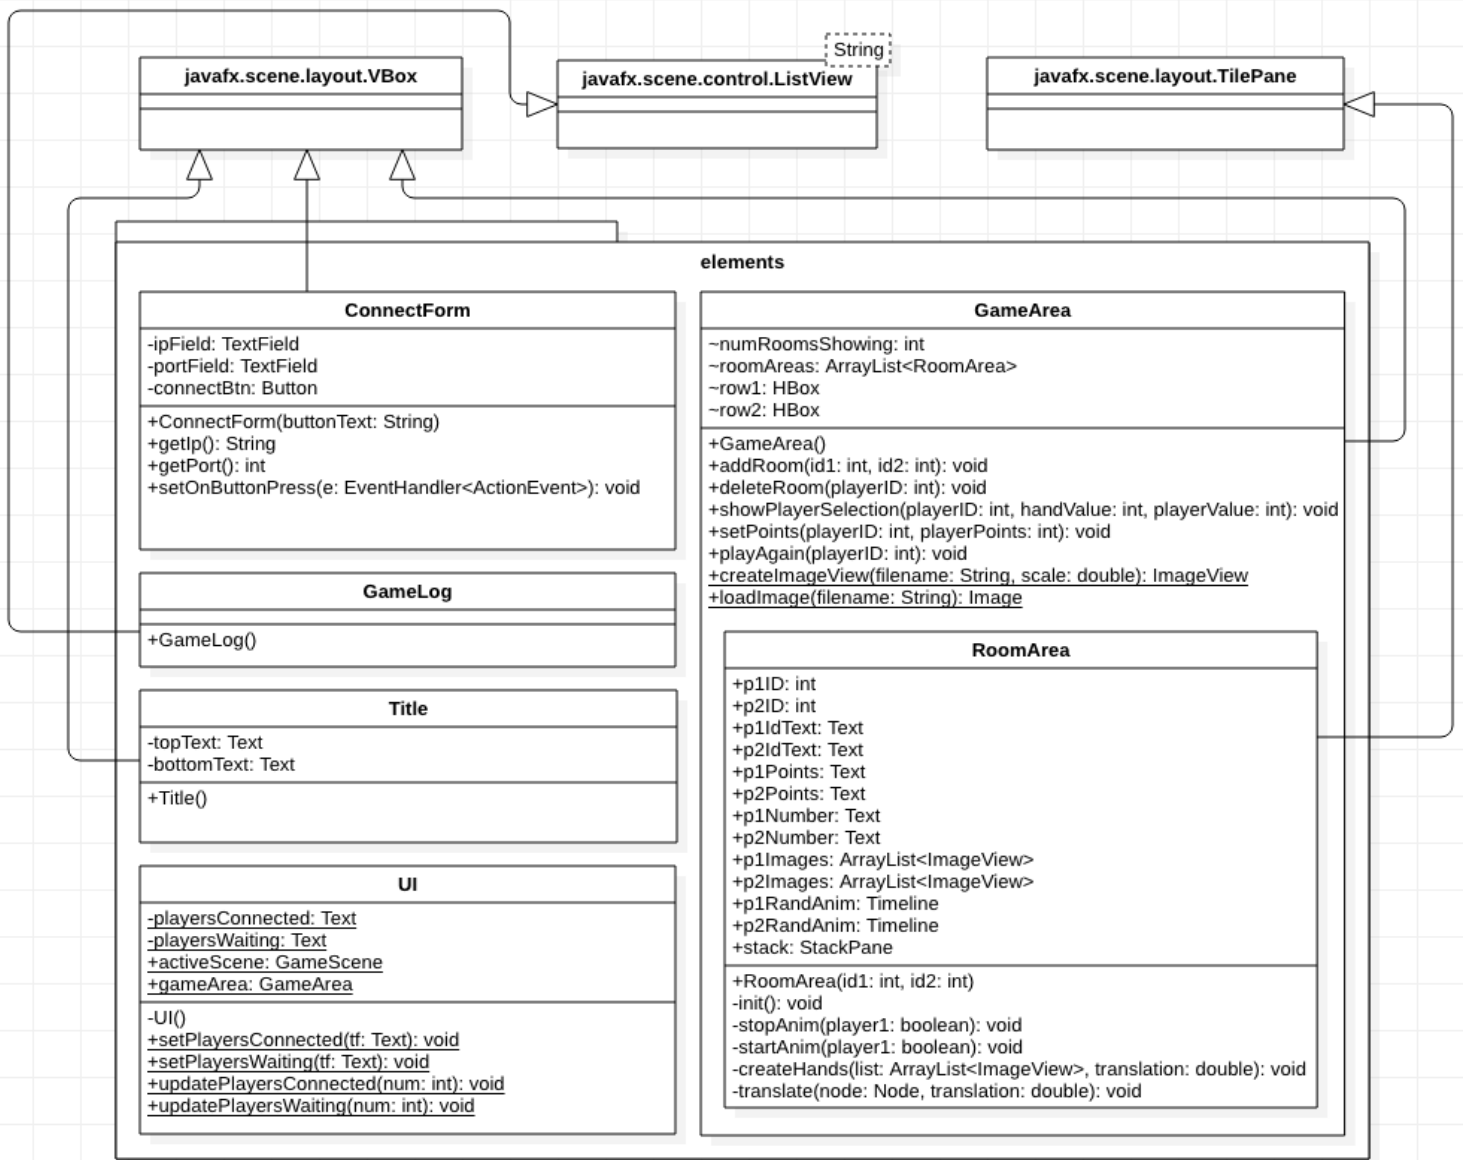 String
javafx.scene.layout.VBox
javafx.scene.control.ListView
javafx.scene.layout.TilePane
elements
ConnectForm
-ipField: TextField
-portField: TextField
-connectBtn: Button
+ConnectForm(buttonText: String)
+getIp(): String
+getPort(): int
+setOnButtonPress(e: EventHandler<ActionEvent>): void
GameLog
+GameLog()
Title
-topText: Text
-bottomText: Text
+Title()
UI
-playersConnected: Text
-playersWaiting: Text
+activeScene: GameScene
+gameArea: GameArea
-UI()
+setPlayersConnected(tf: Text): void
+setPlayersWaiting(tf: Text): void
+updatePlayersConnected(num: int): void
+updatePlayersWaiting(num: int): void
GameArea
~numRoomsShowing: int
~roomAreas: ArrayList<RoomArea>
~row1: HBox
~row2: HBox
+GameArea()
+addRoom(id1: int, id2: int): void
+deleteRoom(playerID: int): void
+showPlayerSelection(playerID: int, handValue: int, playerValue: int): void
+setPoints(playerID: int, playerPoints: int): void
+playAgain(playerID: int): void
+createImageView(filename: String, scale: double): ImageView
+loadImage(filename: String): Image
RoomArea
+p1ID: int
+p2ID: int
+p1IdText: Text
+p2IdText: Text
+p1Points: Text
+p2Points: Text
+p1Number: Text
+p2Number: Text
+p1Images: ArrayList<ImageView>
+p2Images: ArrayList<ImageView>
+p1RandAnim: Timeline
+p2RandAnim: Timeline
+stack: StackPane
+RoomArea(id1: int, id2: int)
-init(): void
-stopAnim(player1: boolean): void
-startAnim(player1: boolean): void
-createHands(list: ArrayList<ImageView>, translation: double): void
-translate(node: Node, translation: double): void